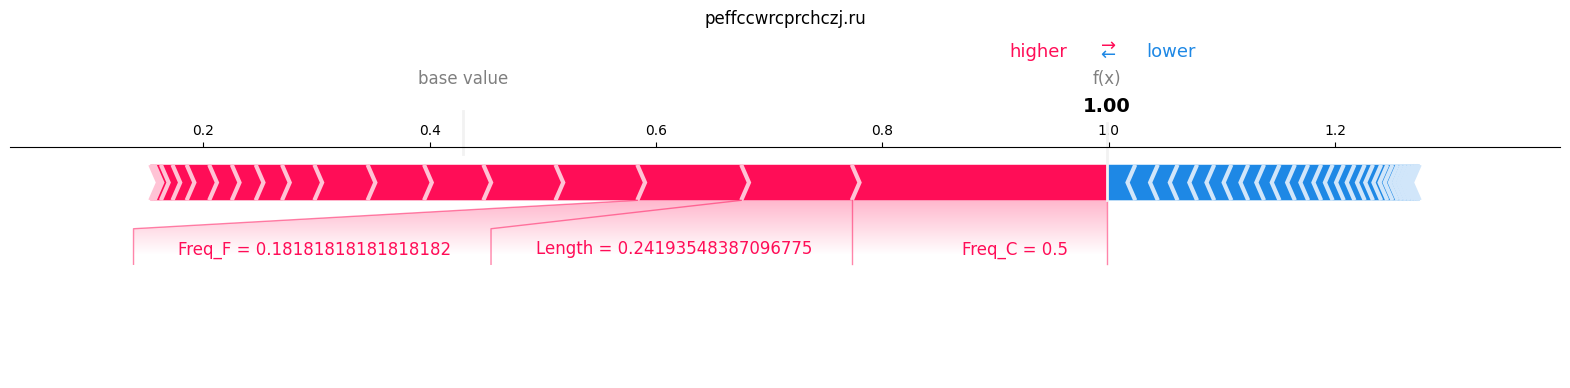 peffccwrcprchczj.ru
higher → ← lower
base value f(x)
1.00
0.2 0.4 0.6 0.8 1.0 1.2
Freq_F = 0.18181818181818182 Length = 0.24193548387096775 Freq_C = 0.5